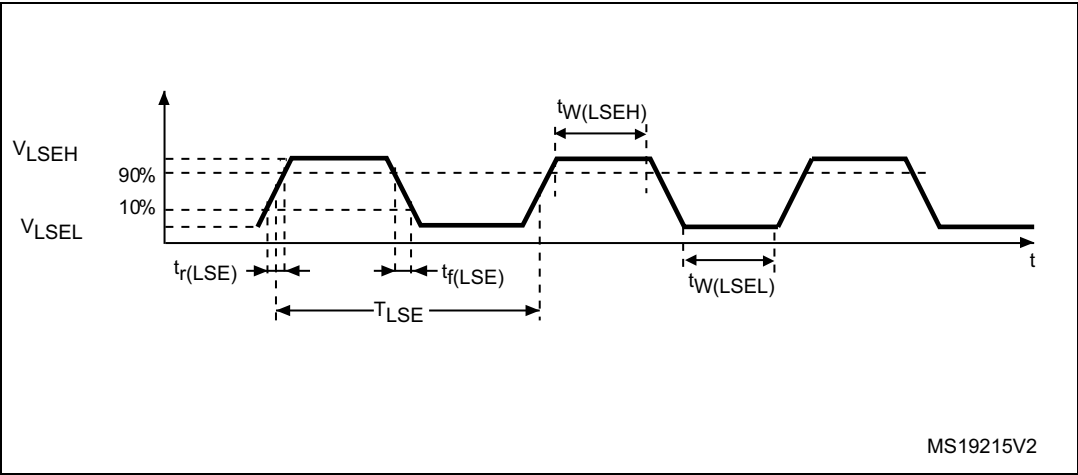 tW(LSEH)
VLSEH
90%
10%
VLSEL
t
tr(LSE)
tf(LSE)
tW(LSEL)
TLSE
MS19215V2